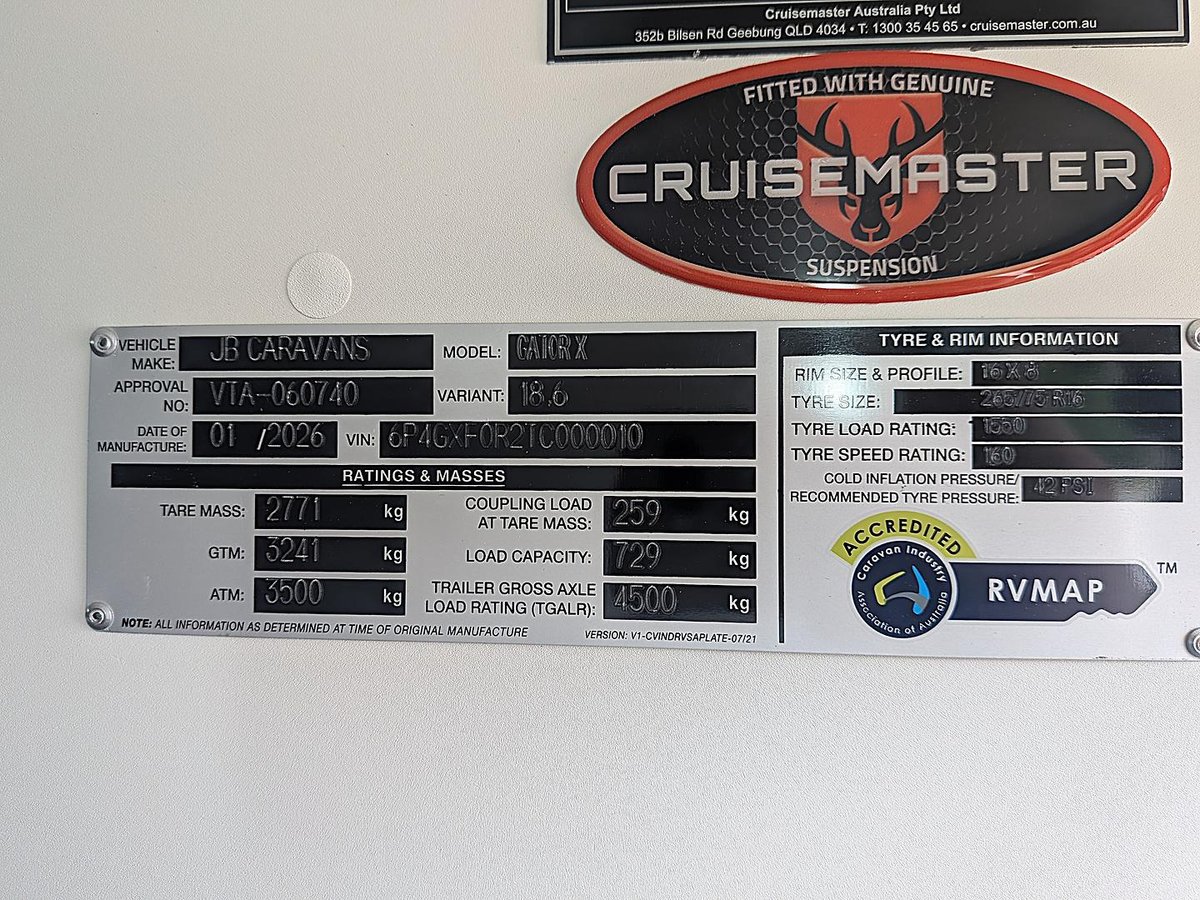 Cruisemaster Australia Pty Ltd
352b Bilsen Rd Geebung QLD 4034 • T: 1300 35 45 65 • cruisemaster.com.au
FITTED WITH GENUINE
CRUISEMASTER
SUSPENSION
VEHICLE MAKE: JB CARAVANS MODEL: GATOR X
APPROVAL NO: VTA-060740 VARIANT: 18.6
DATE OF MANUFACTURE: 01 /2026 VIN: 6P4GXF0R2TC000010
RATINGS & MASSES
TARE MASS: 2771 kg COUPLING LOAD AT TARE MASS: 259 kg
GTM: 3241 kg LOAD CAPACITY: 729 kg
ATM: 3500 kg TRAILER GROSS AXLE LOAD RATING (TGALR): 4500 kg
NOTE: ALL INFORMATION AS DETERMINED AT TIME OF ORIGINAL MANUFACTURE VERSION: V1-CVINDRVSAPLATE-07/21
TYRE & RIM INFORMATION
RIM SIZE & PROFILE: 16 X 8
TYRE SIZE: 265/75 R16
TYRE LOAD RATING: 1550
TYRE SPEED RATING: 160
COLD INFLATION PRESSURE/
RECOMMENDED TYRE PRESSURE: 42 PSI
ACCREDITED
Caravan Industry
Association of Australia
RVMAP TM